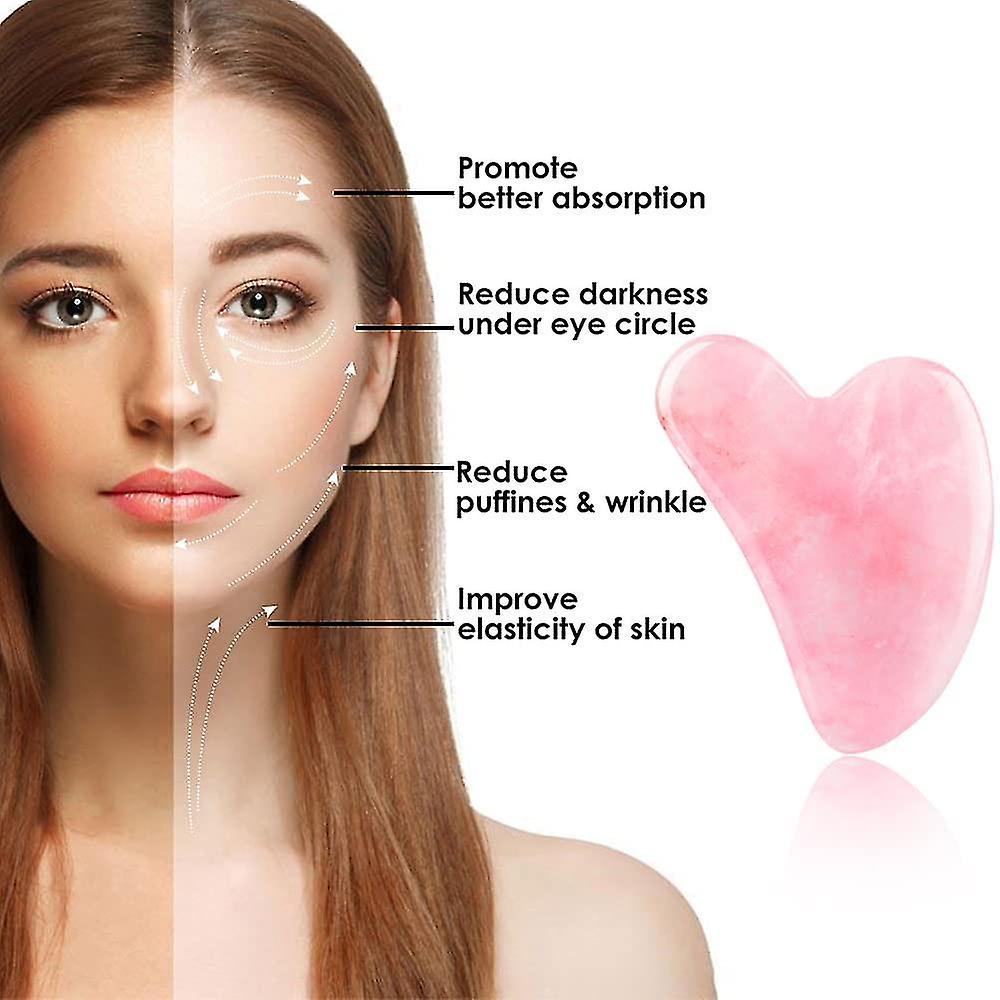 Promote
better absorption
Reduce darkness
under eye circle
Reduce
puffines & wrinkle
Improve
elasticity of skin